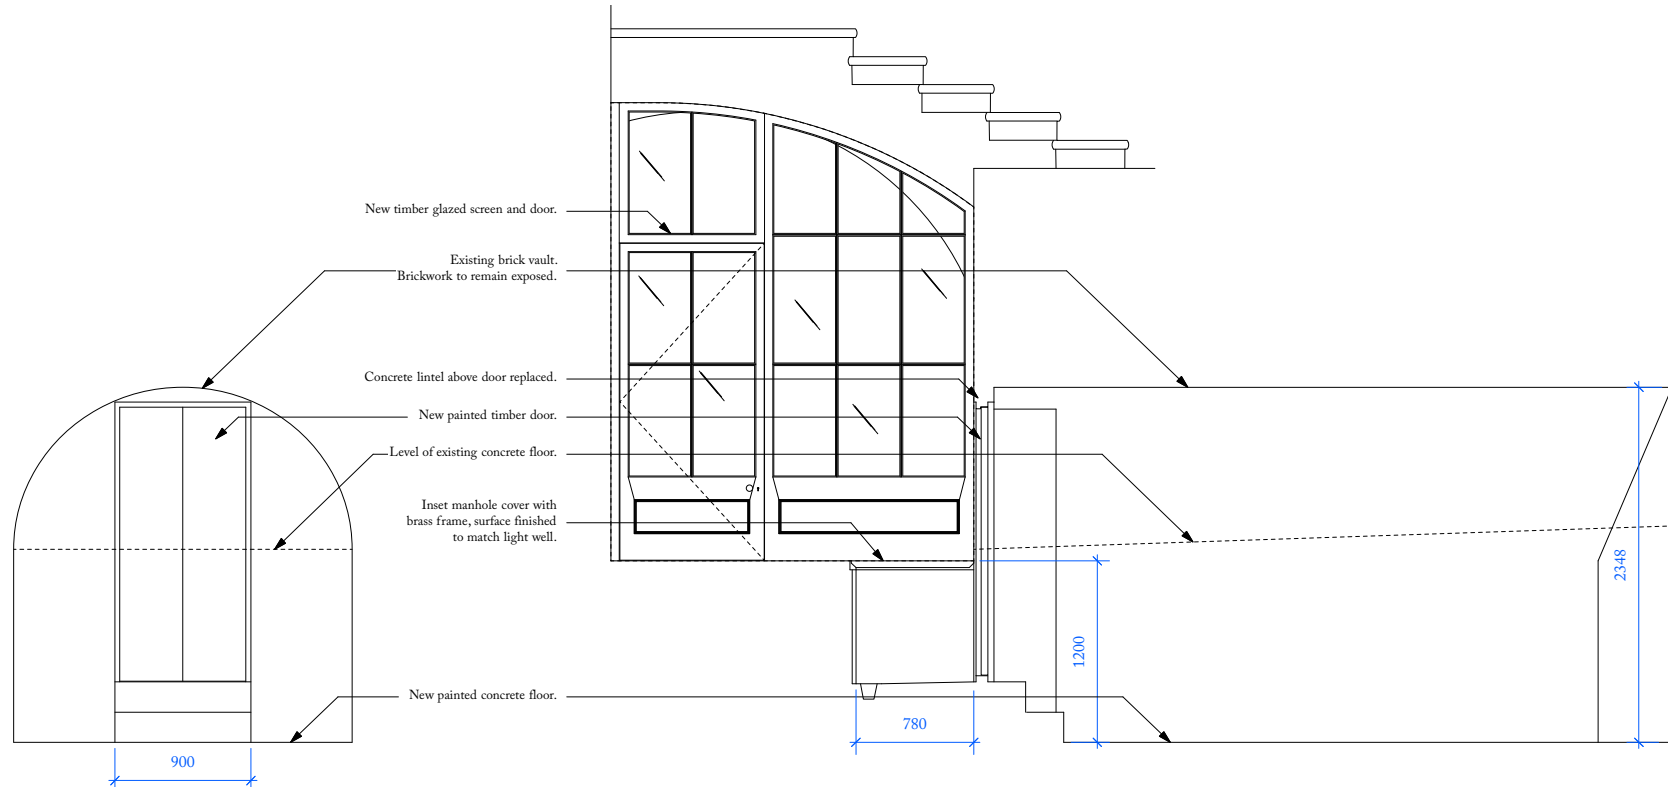 New timber glazed screen and door.
Existing brick vault.
Brickwork to remain exposed.
Concrete lintel above door replaced.
New painted timber door.
Level of existing concrete floor.
Inset manhole cover with
brass frame, surface finished
to match light well.
New painted concrete floor.
900
780
1200
2348